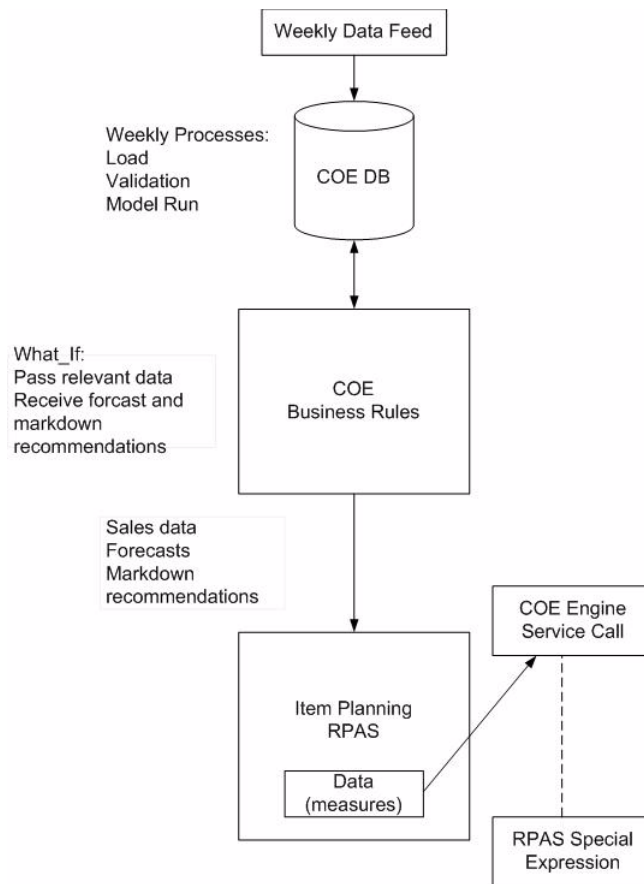 Weekly Data Feed
Weekly Processes:
Load
Validation
Model Run
COE DB
What_If:
Pass relevant data
Receive forcast and
markdown
recommendations
COE
Business Rules
Sales data
Forecasts
Markdown
recommendations
COE Engine
Service Call
Item Planning
RPAS
Data
(measures)
RPAS Special
Expression